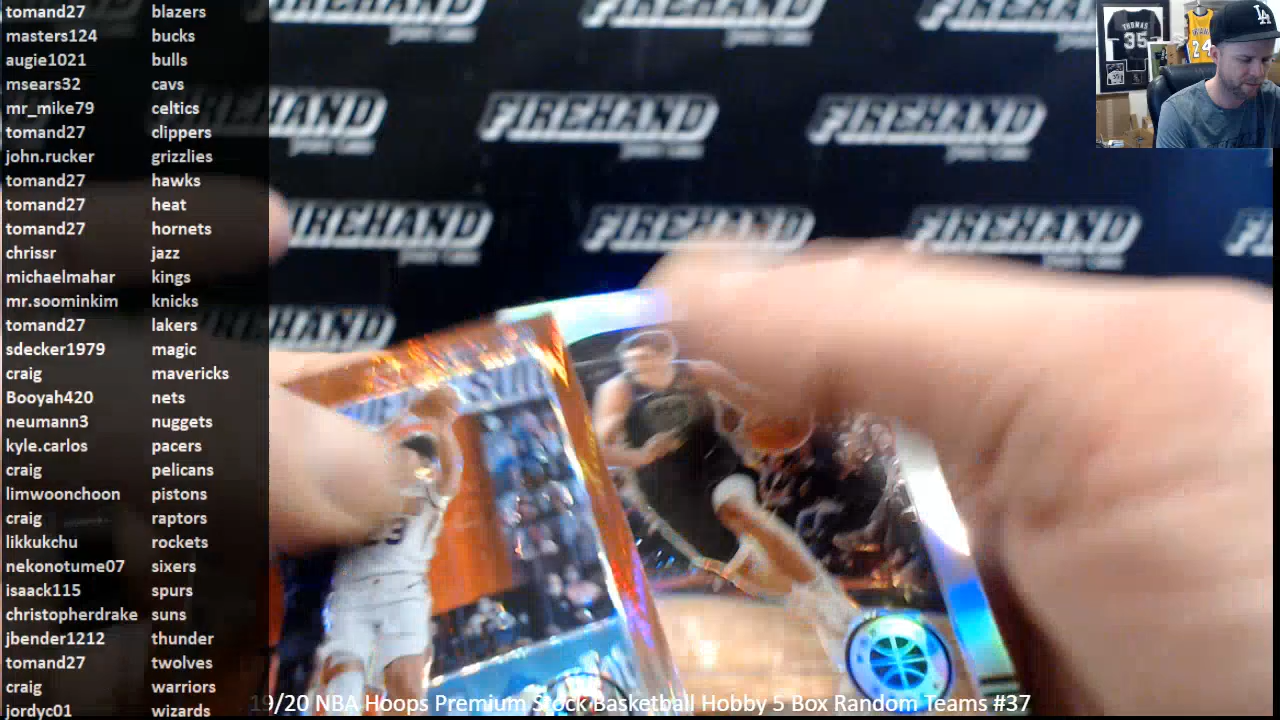 tomand27 blazers
masters124 bucks
augie1021 bulls
msears32 cavs
mr_mike79 celtics
tomand27 clippers
john.rucker grizzlies
tomand27 hawks
tomand27 heat
tomand27 hornets
chrissr jazz
michaelmahar kings
mr.soominkim knicks
tomand27 lakers
sdecker1979 magic
craig mavericks
Booyah420 nets
neumann3 nuggets
kyle.carlos pacers
craig pelicans
limwoonchoon pistons
craig raptors
likkukchu rockets
nekonotume07 sixers
isaack115 spurs
christopherdrake suns
jbender1212 thunder
tomand27 twolves
craig warriors
jordyc01 wizards
FIREHAND FIREHAND
FIREHAND
FIREHAND FIREHAND
THOMAS
35
24
LA
19/20 NBA Hoops Premium Stock Basketball Hobby 5 Box Random Teams #37